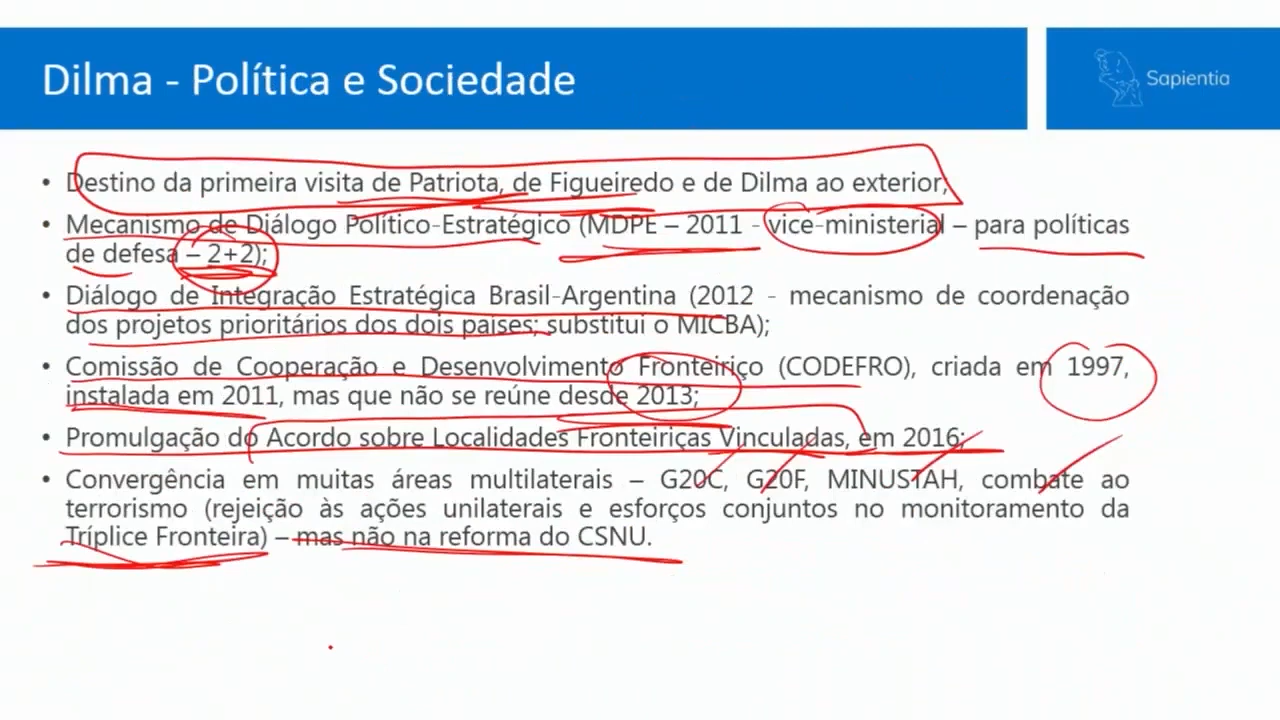 Dilma - Política e Sociedade
Sapientia
• Destino da primeira visita de Patriota, de Figueiredo e de Dilma ao exterior;
• Mecanismo de Diálogo Político-Estratégico (MDPE – 2011 - vice-ministerial – para políticas
de defesa – 2+2);
• Diálogo de Integração Estratégica Brasil-Argentina (2012 - mecanismo de coordenação
dos projetos prioritários dos dois países; substitui o MICBA);
• Comissão de Cooperação e Desenvolvimento Fronteiriço (CODEFRO), criada em 1997,
instalada em 2011, mas que não se reúne desde 2013;
• Promulgação do Acordo sobre Localidades Fronteiriças Vinculadas, em 2016;
• Convergência em muitas áreas multilaterais – G20C, G20F, MINUSTAH, combate ao
terrorismo (rejeição às ações unilaterais e esforços conjuntos no monitoramento da
Tríplice Fronteira) – mas não na reforma do CSNU.